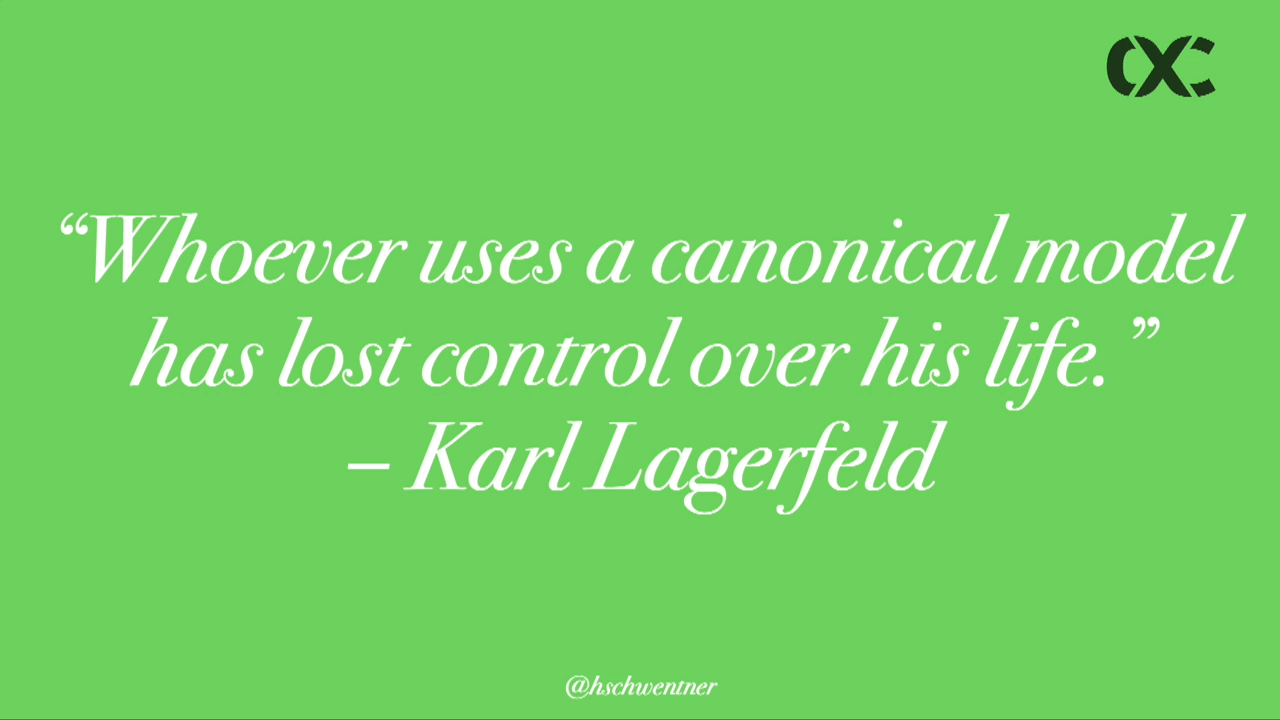 “Whoever uses a canonical model
has lost control over his life.”
– Karl Lagerfeld
@hschwentner